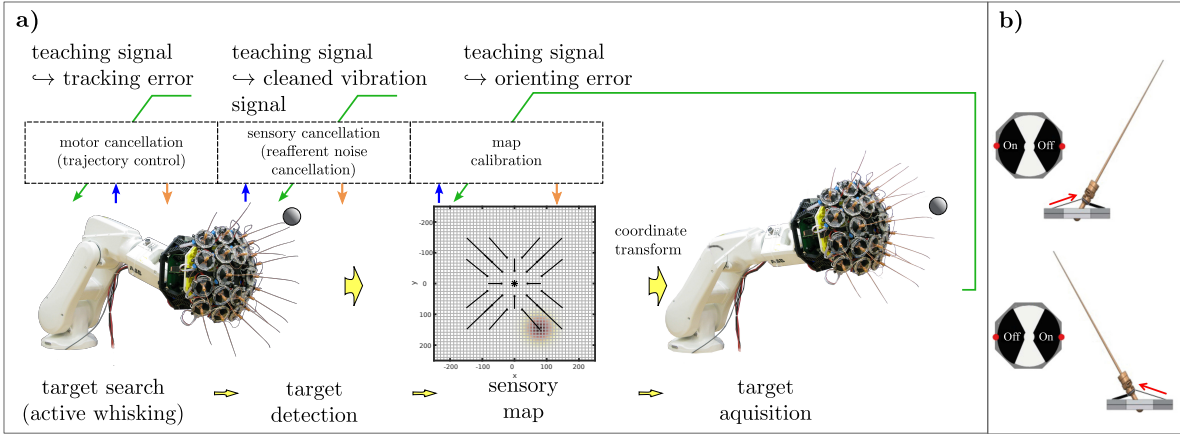 a)
teaching signal
↪ tracking error
teaching signal
↪ cleaned vibration
signal
teaching signal
↪ orienting error
motor cancellation
(trajectory control)
sensory cancellation
(reafferent noise
cancellation)
map
calibration
-200
-100
0
100
200
y
-200
-100
0
100
200
x
coordinate
transform
target search
(active whisking)
target
detection
sensory
map
target
aquisition
b)
On
Off
Off
On